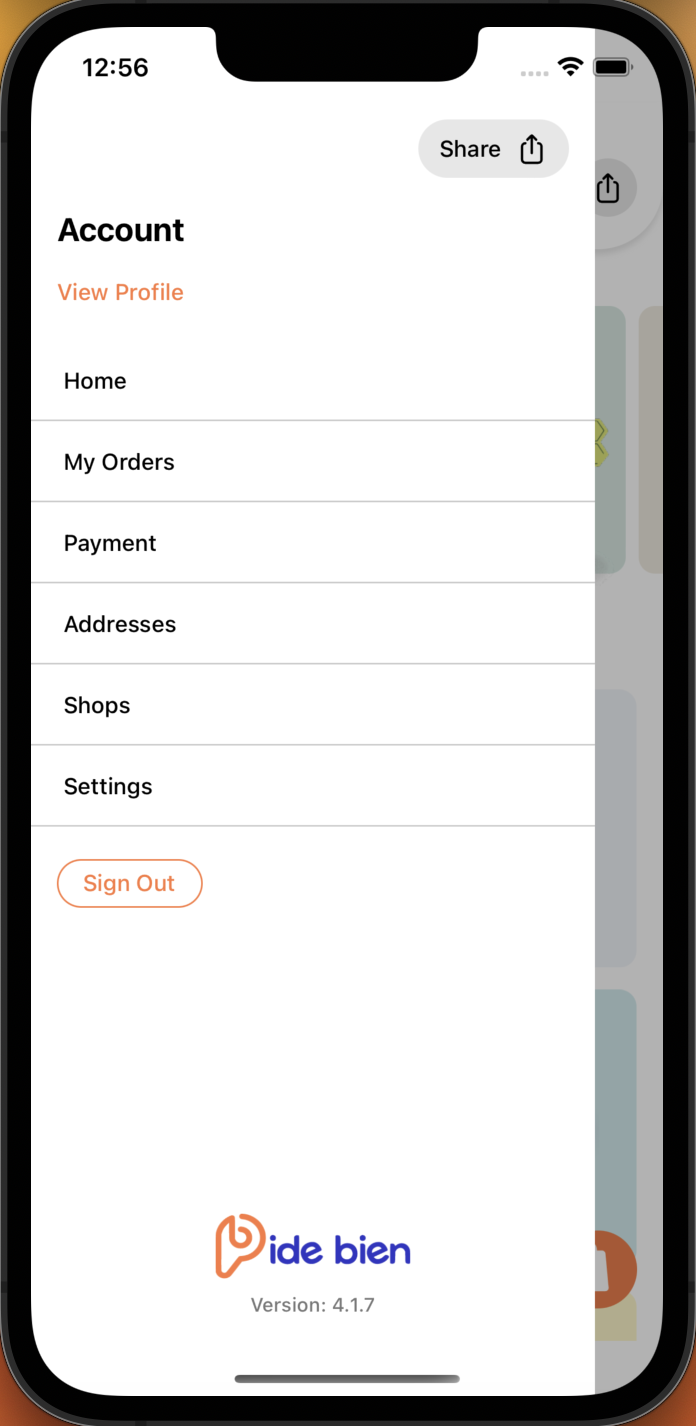 12:56
Share
Account
View Profile
Home
My Orders
Payment
Addresses
Shops
Settings
Sign Out
Pide bien
Version: 4.1.7